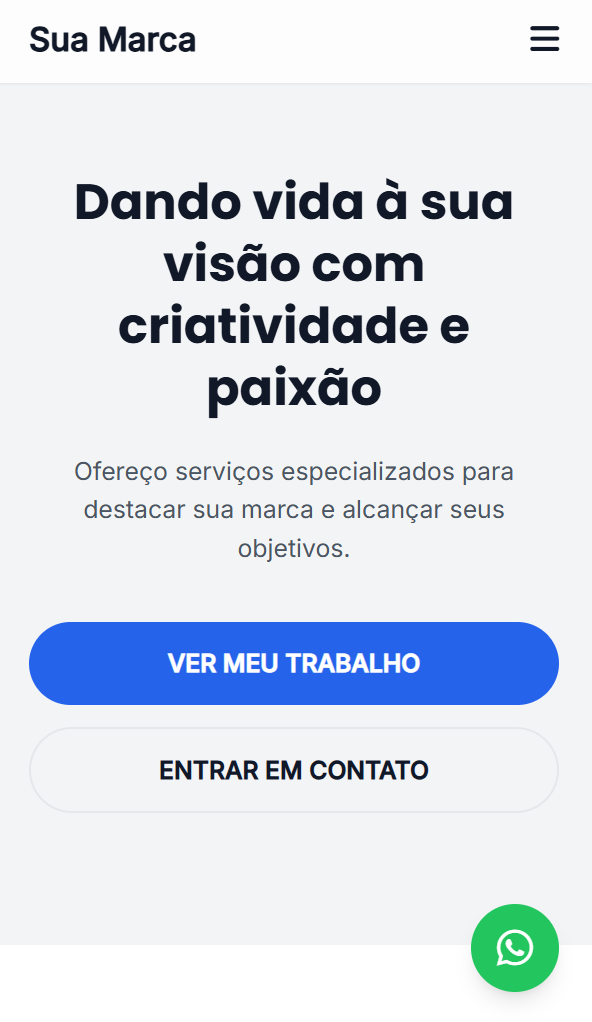 Sua Marca
Dando vida à sua
visão com
criatividade e
paixão
Ofereço serviços especializados para
destacar sua marca e alcançar seus
objetivos.
VER MEU TRABALHO
ENTRAR EM CONTATO